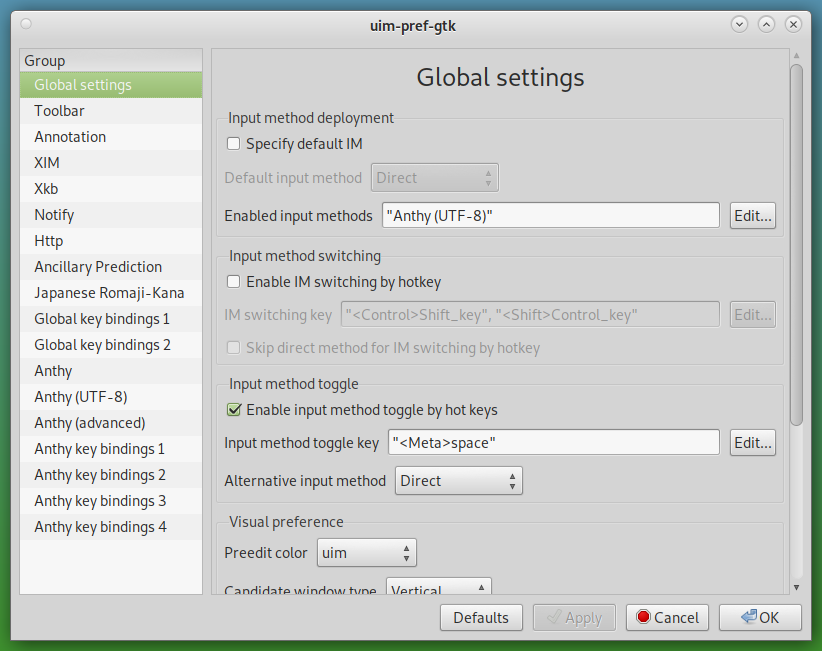 uim-pref-gtk
Group
Global settings
Toolbar
Annotation
XIM
Xkb
Notify
Http
Ancillary Prediction
Japanese Romaji-Kana
Global key bindings 1
Global key bindings 2
Anthy
Anthy (UTF-8)
Anthy (advanced)
Anthy key bindings 1
Anthy key bindings 2
Anthy key bindings 3
Anthy key bindings 4
Global settings
Input method deployment
Specify default IM
Default input method Direct
Enabled input methods "Anthy (UTF-8)" Edit...
Input method switching
Enable IM switching by hotkey
IM switching key "<Control>Shift_key", "<Shift>Control_key" Edit...
Skip direct method for IM switching by hotkey
Input method toggle
Enable input method toggle by hot keys
Input method toggle key "<Meta>space" Edit...
Alternative input method Direct
Visual preference
Preedit color uim
Candidate window type Vertical
Defaults Apply Cancel OK